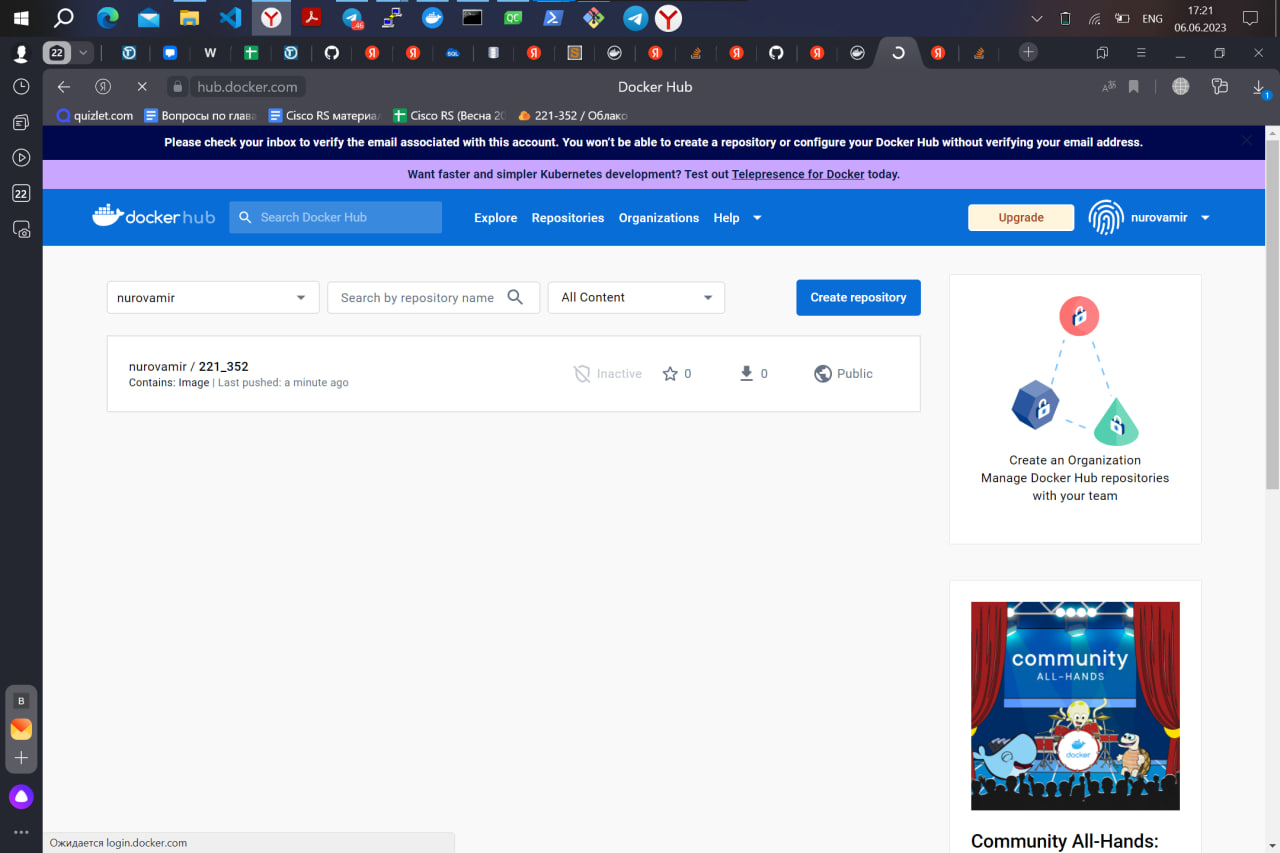 46
QC
ENG
17:21
06.06.2023
22
W
SQL
hub.docker.com
Docker Hub
1
quizlet.com
Вопросы по глава
Cisco RS материал
Cisco RS (Весна 20
221-352 / Облако
22
Please check your inbox to verify the email associated with this account. You won't be able to create a repository or configure your Docker Hub without verifying your email address.
Want faster and simpler Kubernetes development? Test out Telepresence for Docker today.
docker hub
Search Docker Hub
Explore
Repositories
Organizations
Help
Upgrade
nurovamir
nurovamir
Search by repository name
All Content
Create repository
nurovamir / 221_352
Contains: Image | Last pushed: a minute ago
Inactive
0
0
Public
Create an Organization
Manage Docker Hub repositories
with your team
community
ALL-HANDS
docker
Community All-Hands:
B
Ожидается login.docker.com